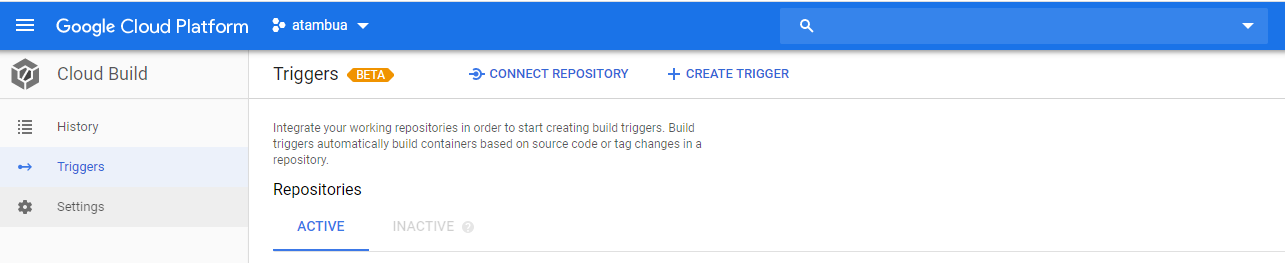 Google Cloud Platform atambua
Cloud Build
Triggers BETA CONNECT REPOSITORY CREATE TRIGGER
History
Triggers
Settings
Integrate your working repositories in order to start creating build triggers. Build
triggers automatically build containers based on source code or tag changes in a
repository.
Repositories
ACTIVE INACTIVE ?